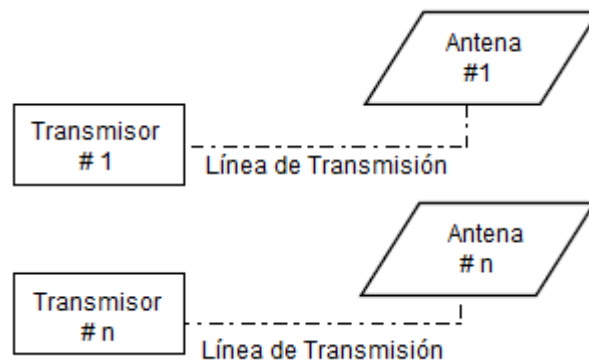 Antena
#1
Transmisor
# 1
Línea de Transmisión
Antena
# n
Transmisor
# n
Línea de Transmisión